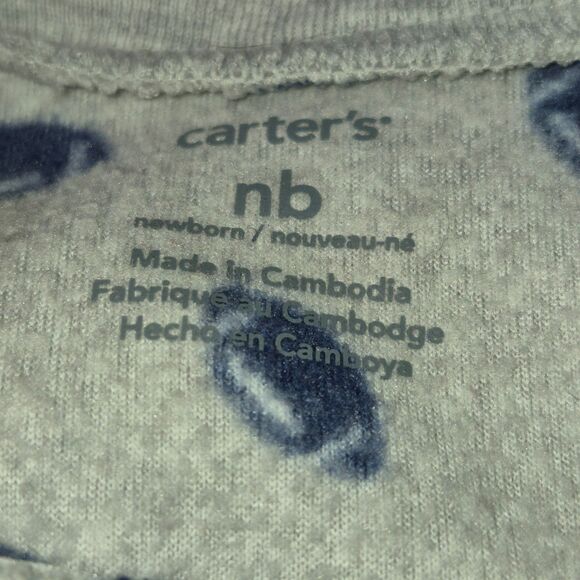 carter's
nb
newborn / nouveau-né
Made in Cambodia
Fabriqué au Cambodge
Hecho en Camboya